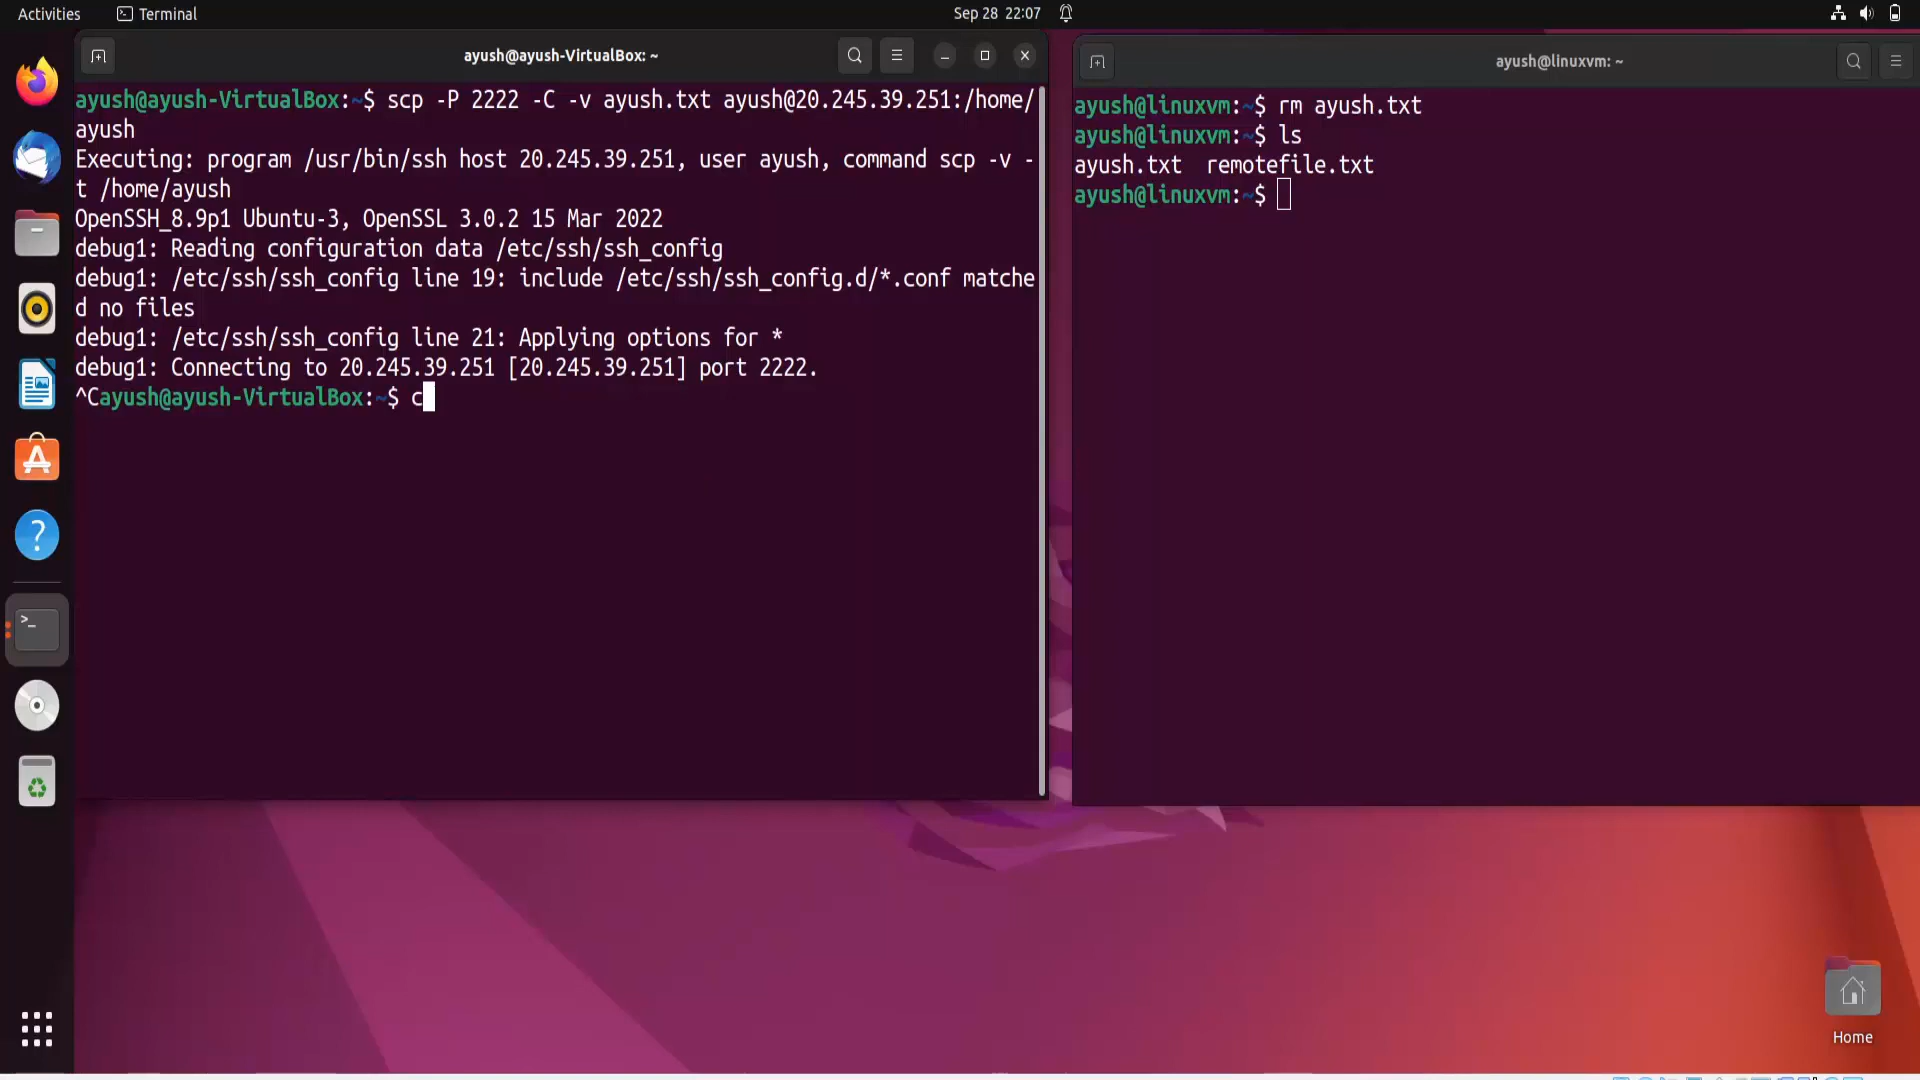 Activities
Terminal
Sep 28 22:07
ayush@ayush-VirtualBox: ~
ayush@ayush-VirtualBox:~$ scp -P 2222 -C -v ayush.txt ayush@20.245.39.251:/home/
ayush
Executing: program /usr/bin/ssh host 20.245.39.251, user ayush, command scp -v -
t /home/ayush
OpenSSH_8.9p1 Ubuntu-3, OpenSSL 3.0.2 15 Mar 2022
debug1: Reading configuration data /etc/ssh/ssh_config
debug1: /etc/ssh/ssh_config line 19: include /etc/ssh/ssh_config.d/*.conf matche
d no files
debug1: /etc/ssh/ssh_config line 21: Applying options for *
debug1: Connecting to 20.245.39.251 [20.245.39.251] port 2222.
^Cayush@ayush-VirtualBox:~$ c
ayush@linuxvm: ~
ayush@linuxvm:~$ rm ayush.txt
ayush@linuxvm:~$ ls
ayush.txt  remotefile.txt
ayush@linuxvm:~$
Home